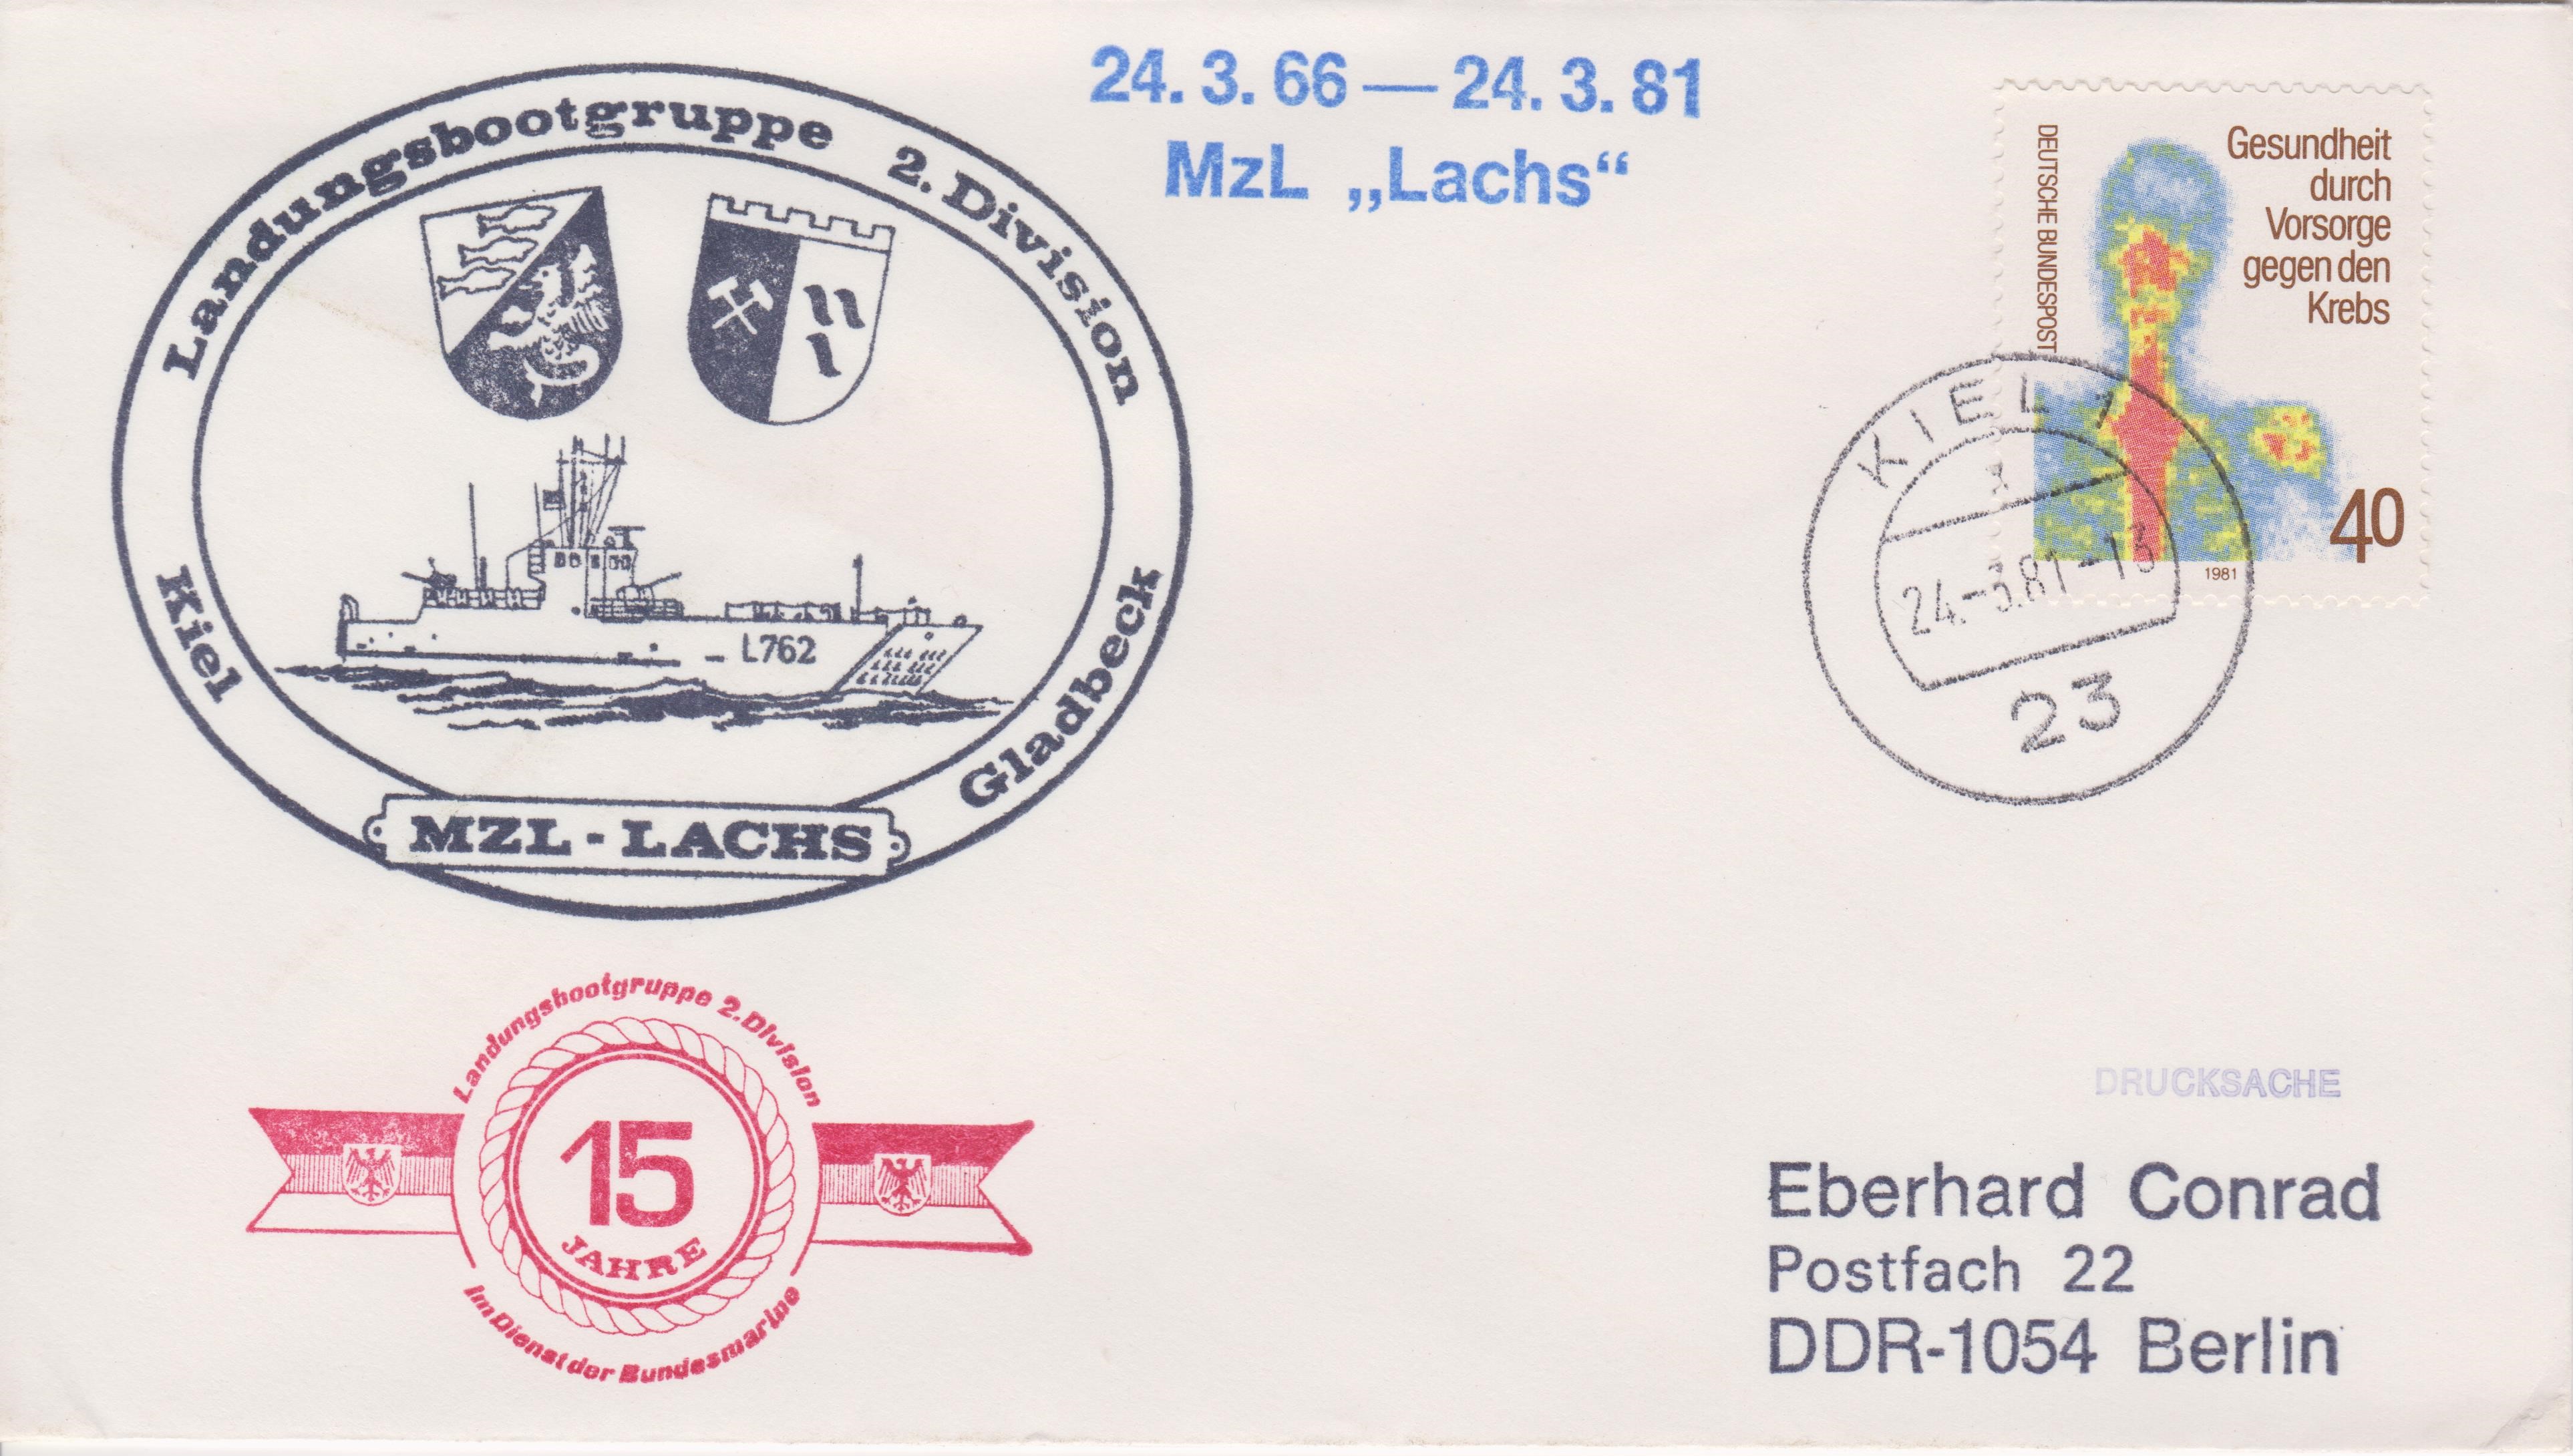 24. 3. 66 — 24. 3. 81
MzL „Lachs“
Landungsbootgruppe 2. Division
Kiel
Gladbeck
L762
MZL - LACHS
DEUTSCHE BUNDESPOST
Gesundheit
durch
Vorsorge
gegen den
Krebs
40
1981
KIEL 1
24.-3.81-13
23
Landungsbootgruppe 2. Division
15
JAHRE
Im Dienst der Bundesmarine
DRUCKSACHE
Eberhard Conrad
Postfach 22
DDR-1054 Berlin